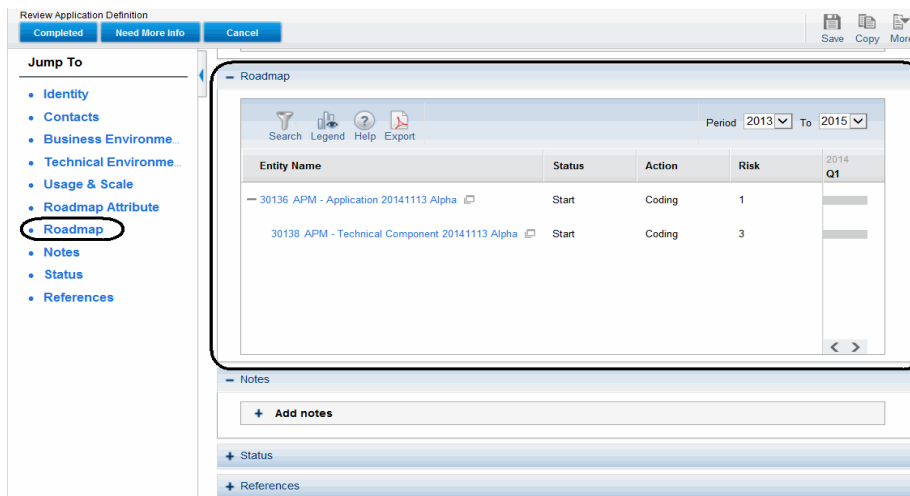 Review Application Definition
Completed Need More Info Cancel
Save Copy More
Jump To
Identity
Contacts
Business Environme...
Technical Environme...
Usage & Scale
Roadmap Attribute
Roadmap
Notes
Status
References
Roadmap
Search Legend Help Export
Period 2013 To 2015
Entity Name Status Action Risk 2014 Q1
30136 APM - Application 20141113 Alpha Start Coding 1
30138 APM - Technical Component 20141113 Alpha Start Coding 3
Notes
Add notes
Status
References